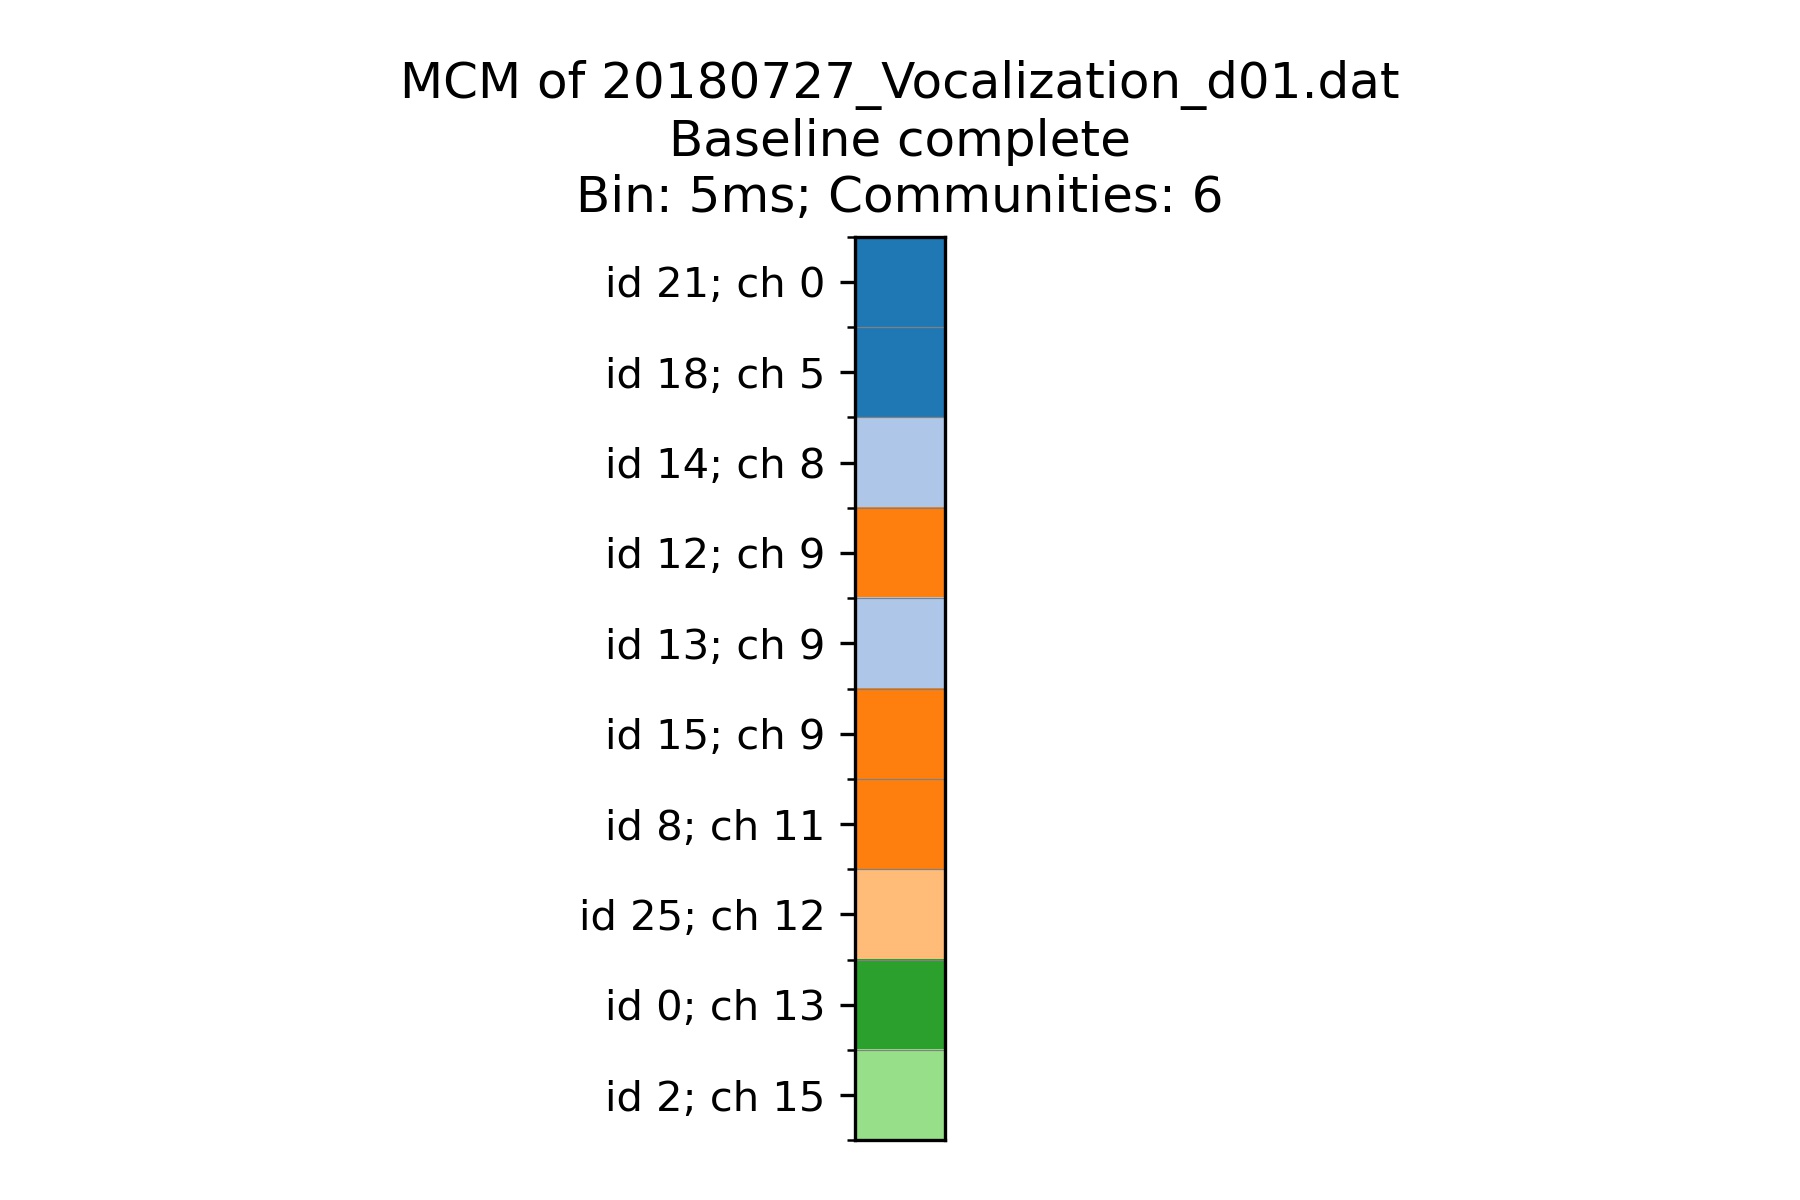 MCM of 20180727_Vocalization_d01.dat
Baseline complete
Bin: 5ms; Communities: 6
id 21; ch 0
id 18; ch 5
id 14; ch 8
id 12; ch 9
id 13; ch 9
id 15; ch 9
id 8; ch 11
id 25; ch 12
id 0; ch 13
id 2; ch 15